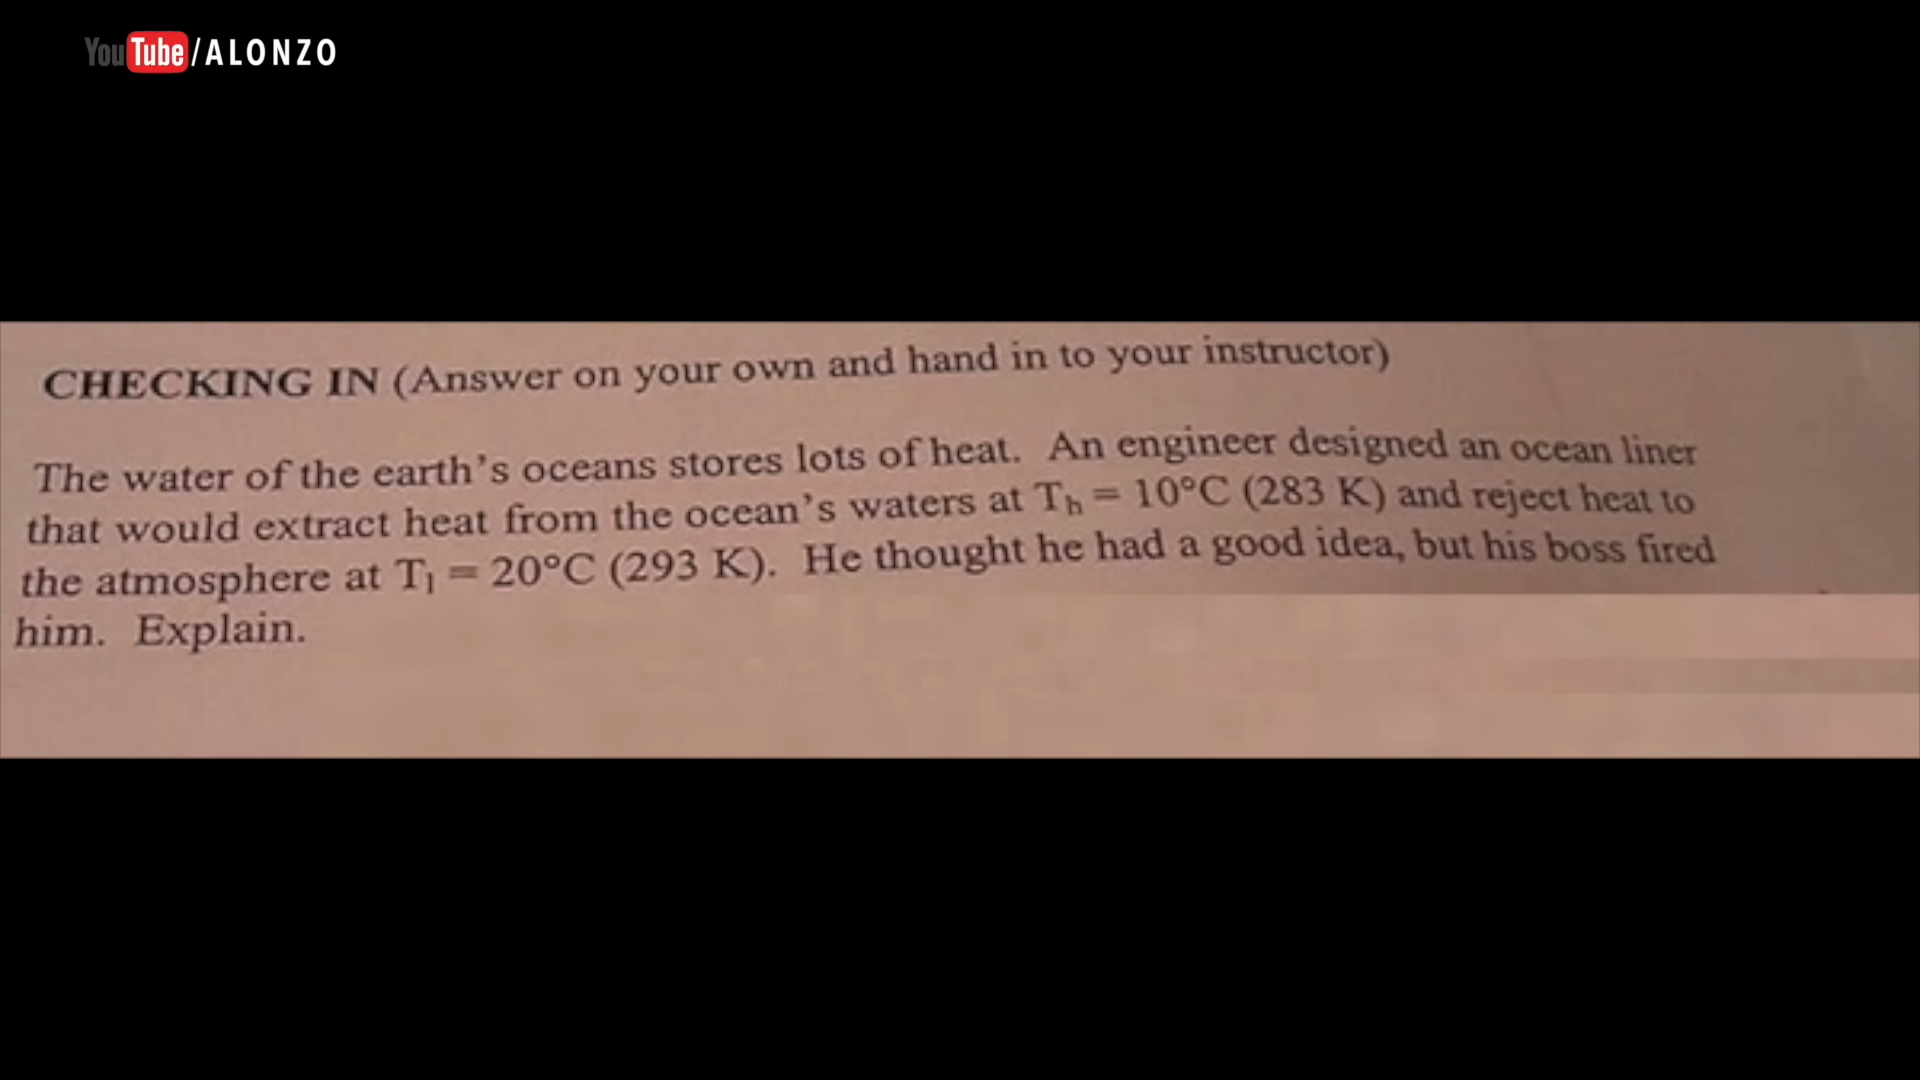 YouTube/ALONZO
CHECKING IN (Answer on your own and hand in to your instructor)
The water of the earth's oceans stores lots of heat. An engineer designed an ocean liner
that would extract heat from the ocean's waters at Th = 10°C (283 K) and reject heat to
the atmosphere at Tl = 20°C (293 K). He thought he had a good idea, but his boss fired
him. Explain.